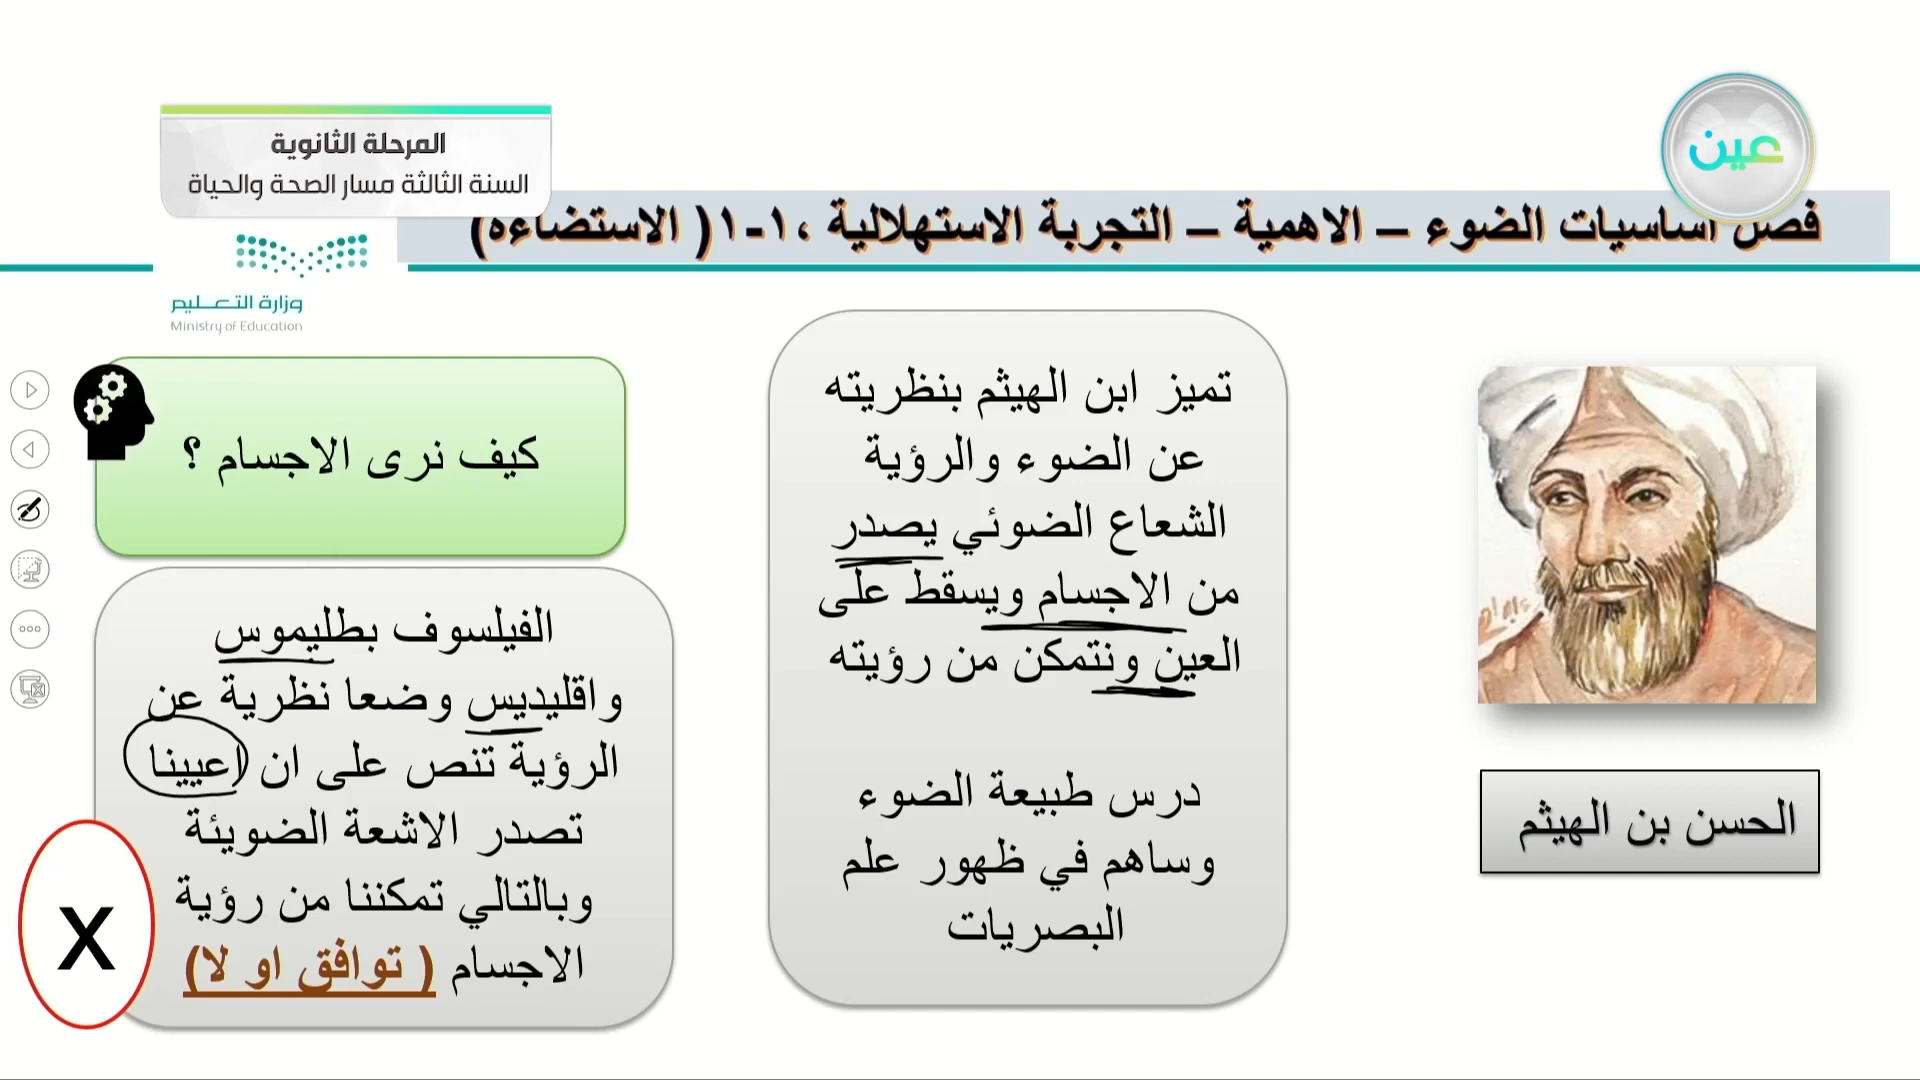 عين
المرحلة الثانوية
السنة الثالثة مسار الصحة والحياة
فصل اساسيات الضوء – الاهمية – التجربة الاستهلالية ،١-١( الاستضاءه)
وزارة التعليم
Ministry of Education
الحسن بن الهيثم
تميز ابن الهيثم بنظريته
عن الضوء والرؤية
الشعاع الضوئي يصدر
من الاجسام ويسقط على
العين ونتمكن من رؤيته
درس طبيعة الضوء
وساهم في ظهور علم
البصريات
كيف نرى الاجسام ؟
الفيلسوف بطليموس
واقليديس وضعا نظرية عن
الرؤية تنص على ان اعيينا
تصدر الاشعة الضويئة
وبالتالي تمكننا من رؤية
الاجسام ( توافق او لا)
X